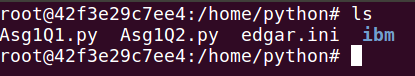 root@42f3e29c7ee4:/home/python# ls
Asg1Q1.py  Asg1Q2.py  edgar.ini  ibm
root@42f3e29c7ee4:/home/python#